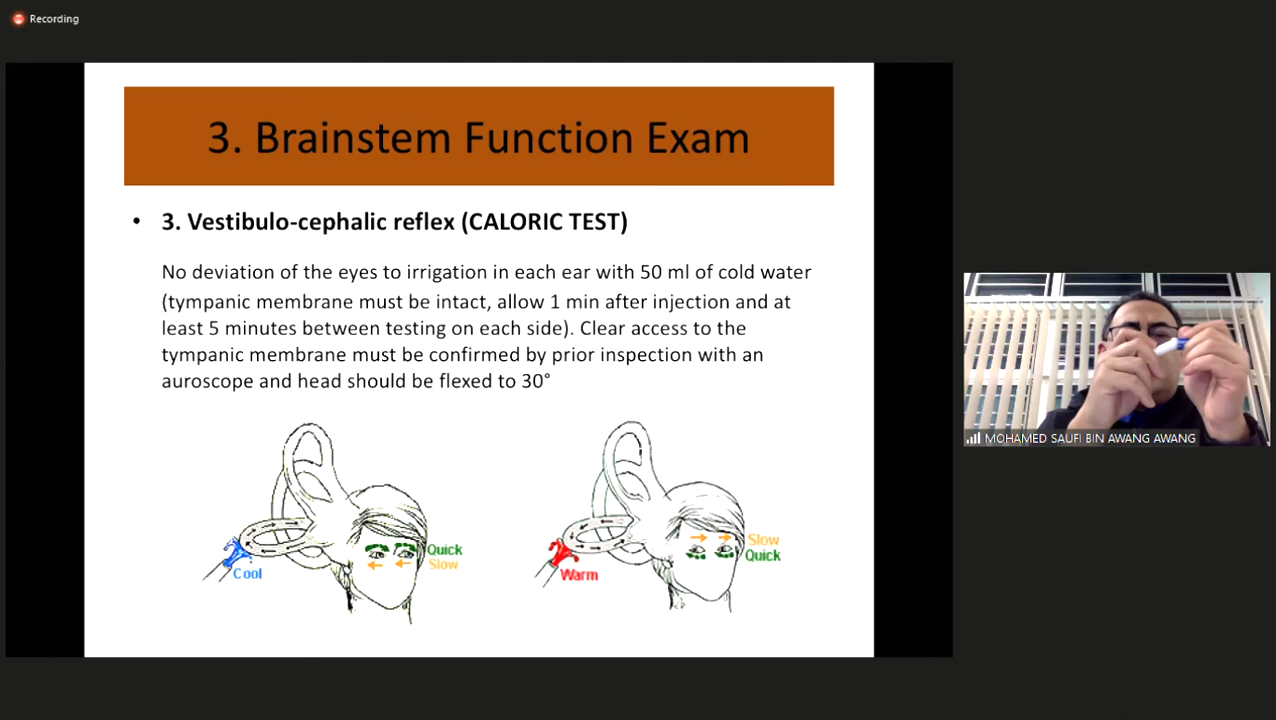 Recording
3. Brainstem Function Exam
• 3. Vestibulo-cephalic reflex (CALORIC TEST)
No deviation of the eyes to irrigation in each ear with 50 ml of cold water
(tympanic membrane must be intact, allow 1 min after injection and at
least 5 minutes between testing on each side). Clear access to the
tympanic membrane must be confirmed by prior inspection with an
auroscope and head should be flexed to 30°
Cool
Quick
Slow
Warm
Slow
Quick
MOHAMED SAUFI BIN AWANG AWANG